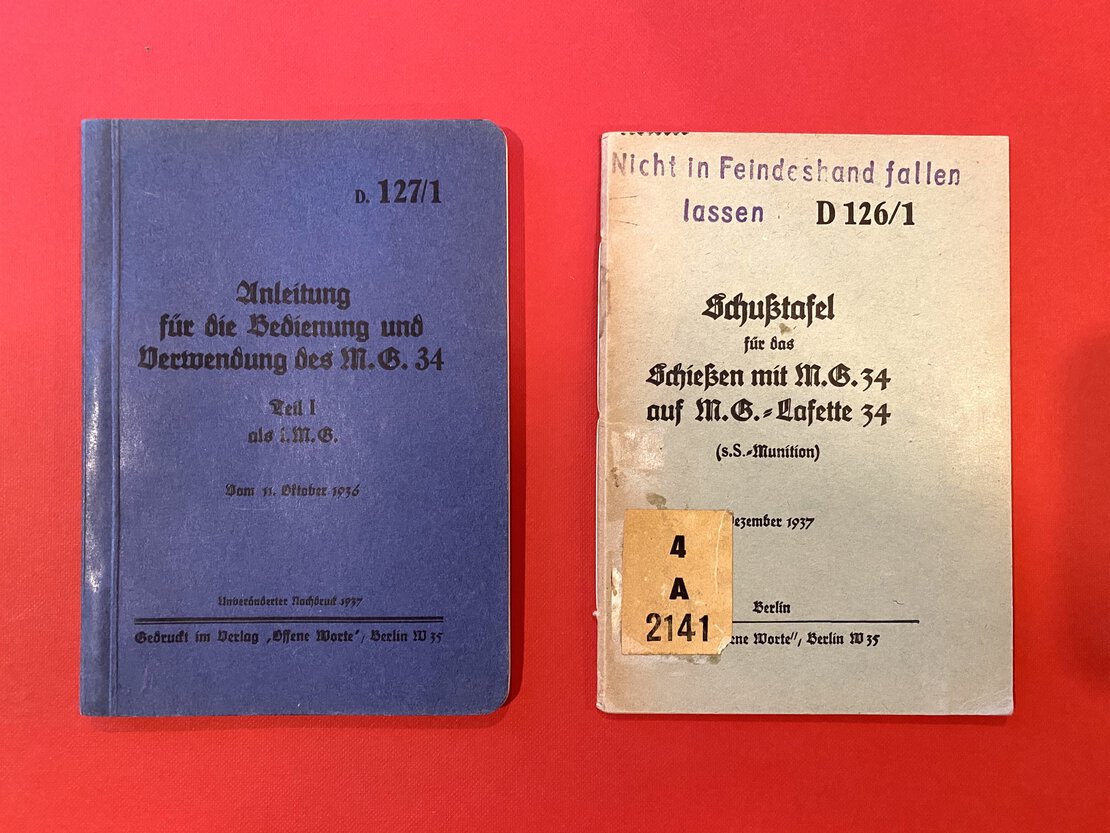 D. 127/1
Anleitung
für die Bedienung und
Verwendung des M.G. 34
Teil I
als l.M.G.
Vom 11. Oktober 1936
Unveränderter Nachdruck 1937
Gedruckt im Verlag „Offene Worte“, Berlin W 35
Nicht in Feindeshand fallen
lassen D 126/1
Schußtafel
für das
Schießen mit M.G. 34
auf M.G.-Lafette 34
(s.S.-Munition)
ezember 1937
4
A
2141
Berlin
ene Worte", Berlin W 35